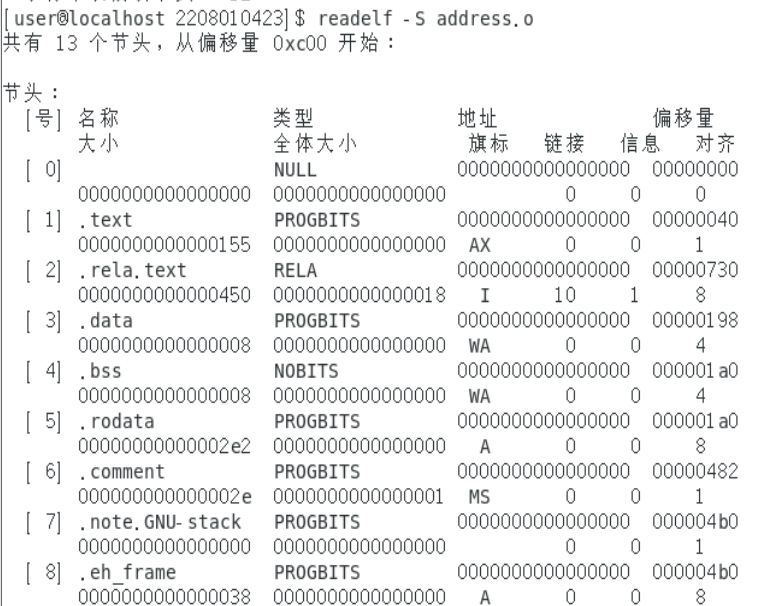 [user@localhost 2208010423]$ readelf -S address.o
共有 13 个节头，从偏移量 0xc00 开始：
节头：
[号] 名称 类型 地址 偏移量
大小 全体大小 旗标 链接 信息 对齐
[ 0] NULL 0000000000000000 00000000
0000000000000000 0000000000000000 0 0 0
[ 1] .text PROGBITS 0000000000000000 00000040
0000000000000155 0000000000000000 AX 0 0 1
[ 2] .rela.text RELA 0000000000000000 00000730
0000000000000450 0000000000000018 I 10 1 8
[ 3] .data PROGBITS 0000000000000000 00000198
0000000000000008 0000000000000000 WA 0 0 4
[ 4] .bss NOBITS 0000000000000000 000001a0
0000000000000008 0000000000000000 WA 0 0 4
[ 5] .rodata PROGBITS 0000000000000000 000001a0
00000000000002e2 0000000000000000 A 0 0 8
[ 6] .comment PROGBITS 0000000000000000 00000482
000000000000002e 0000000000000001 MS 0 0 1
[ 7] .note.GNU-stack PROGBITS 0000000000000000 000004b0
0000000000000000 0000000000000000 0 0 1
[ 8] .eh_frame PROGBITS 0000000000000000 000004b0
0000000000000038 0000000000000000 A 0 0 8